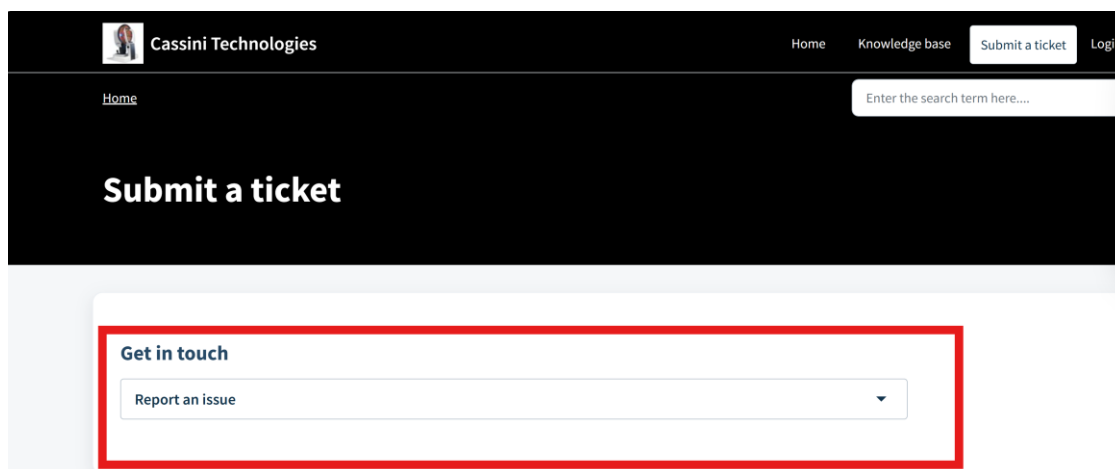 Cassini Technologies
Home Knowledge base Submit a ticket Logi
Home
Enter the search term here....
Submit a ticket
Get in touch
Report an issue